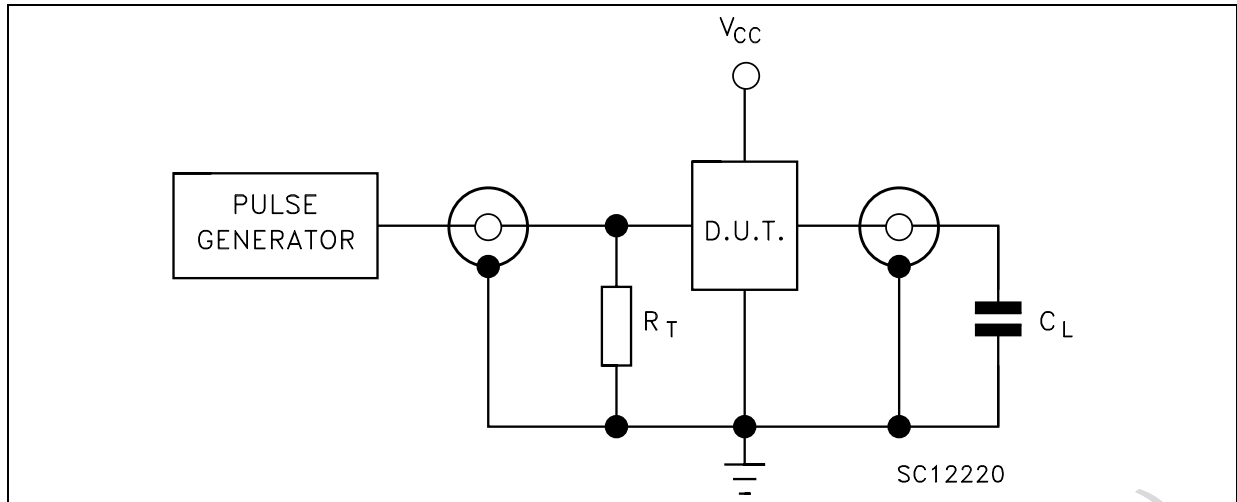 VCC
PULSE
GENERATOR
D.U.T.
RT
CL
SC12220